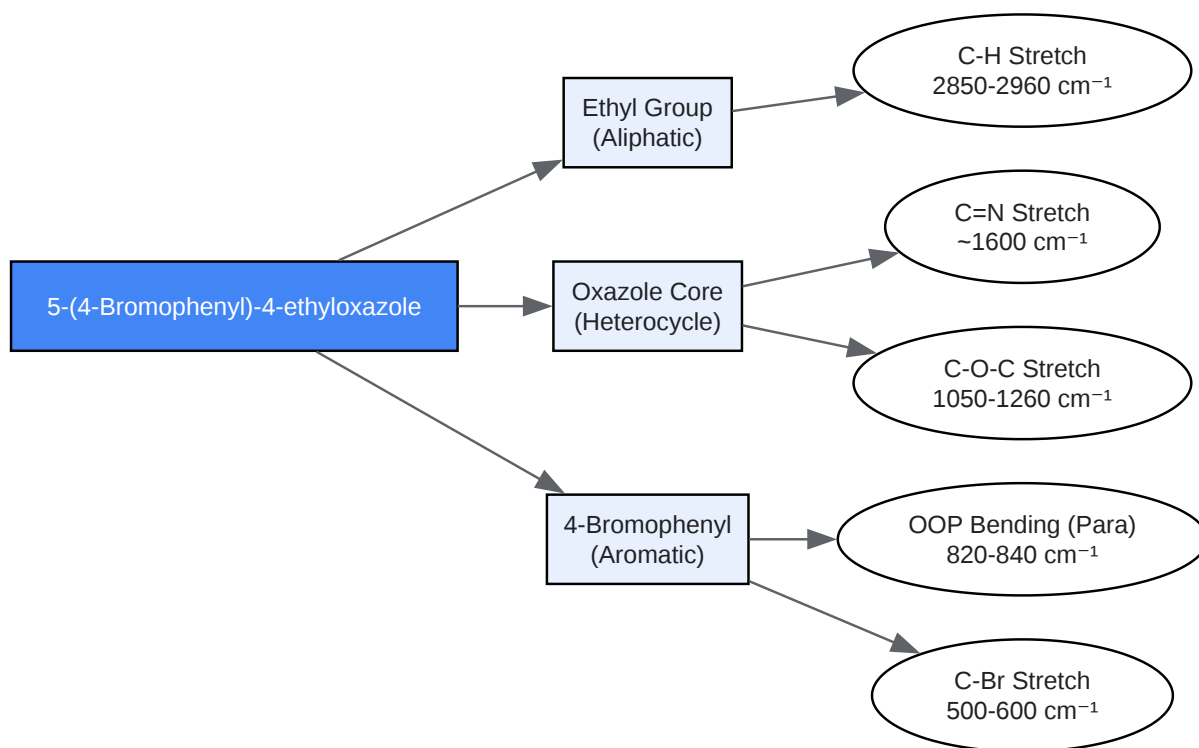 5-(4-Bromophenyl)-4-ethyloxazole
Ethyl Group
(Aliphatic)
C-H Stretch
2850-2960 cm⁻¹
Oxazole Core
(Heterocycle)
C=N Stretch
~1600 cm⁻¹
C-O-C Stretch
1050-1260 cm⁻¹
4-Bromophenyl
(Aromatic)
OOP Bending (Para)
820-840 cm⁻¹
C-Br Stretch
500-600 cm⁻¹